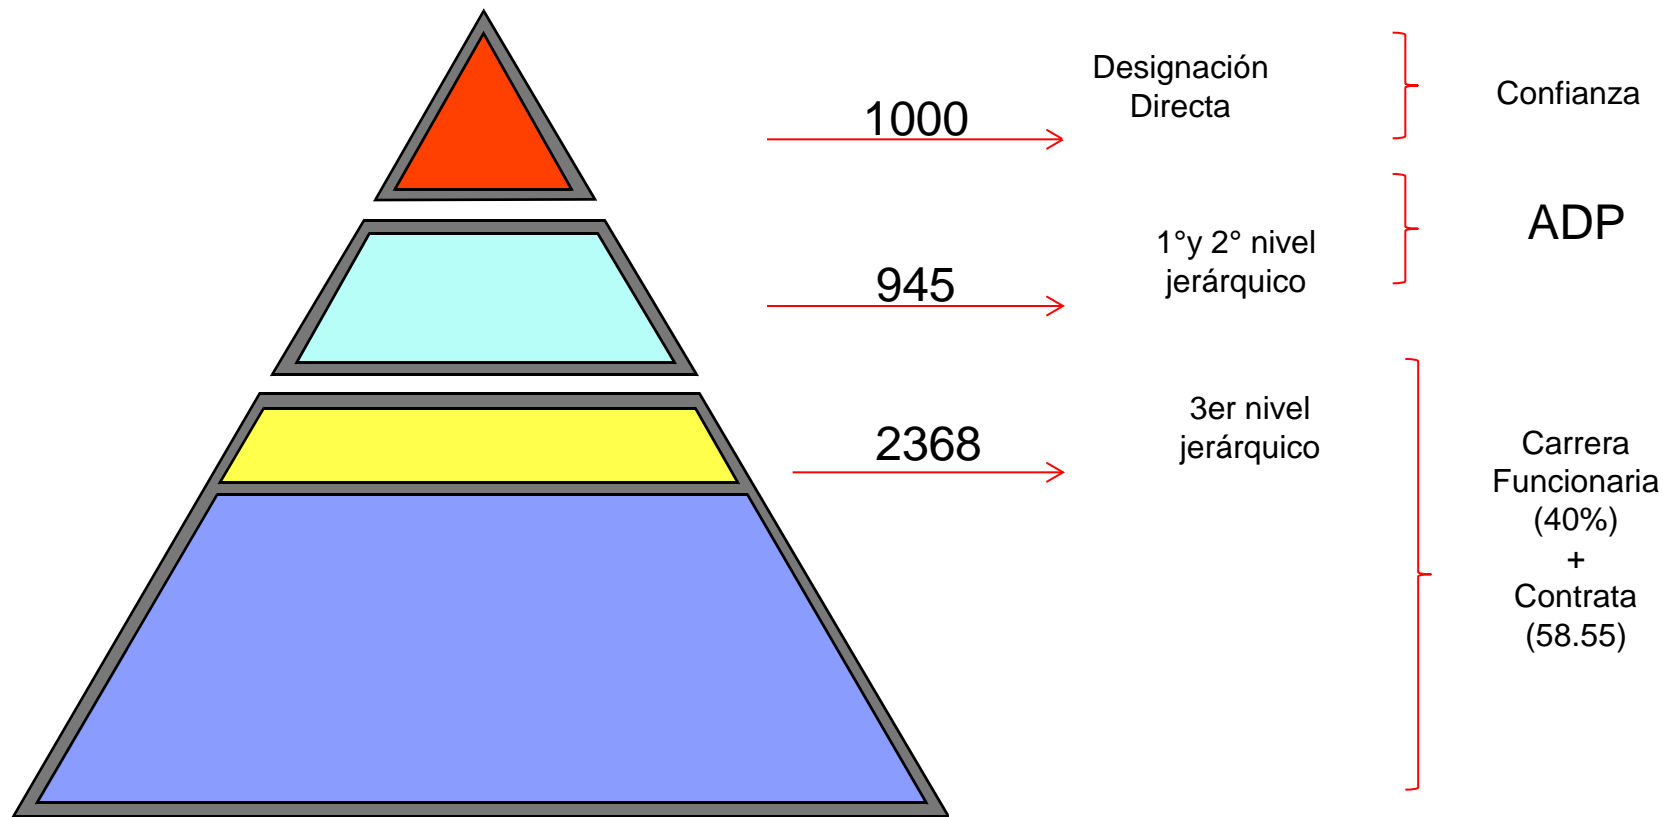 1000
Designación
Directa
Confianza
945
1°y 2° nivel
jerárquico
ADP
2368
3er nivel
jerárquico
Carrera
Funcionaria
(40%)
+
Contrata
(58.55)